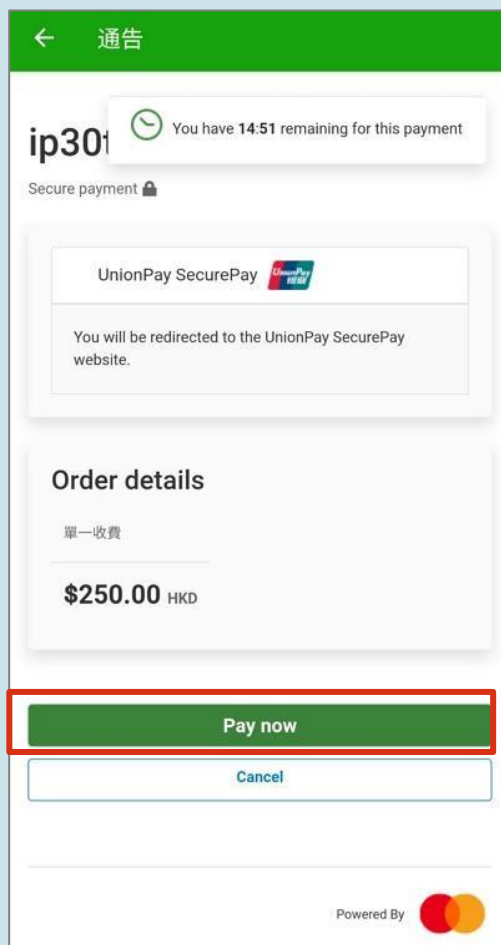 通告
You have 14:51 remaining for this payment
Secure payment
UnionPay SecurePay
You will be redirected to the UnionPay SecurePay
website.
Order details
單一收費
$250.00 HKD
Pay now
Cancel
Powered By